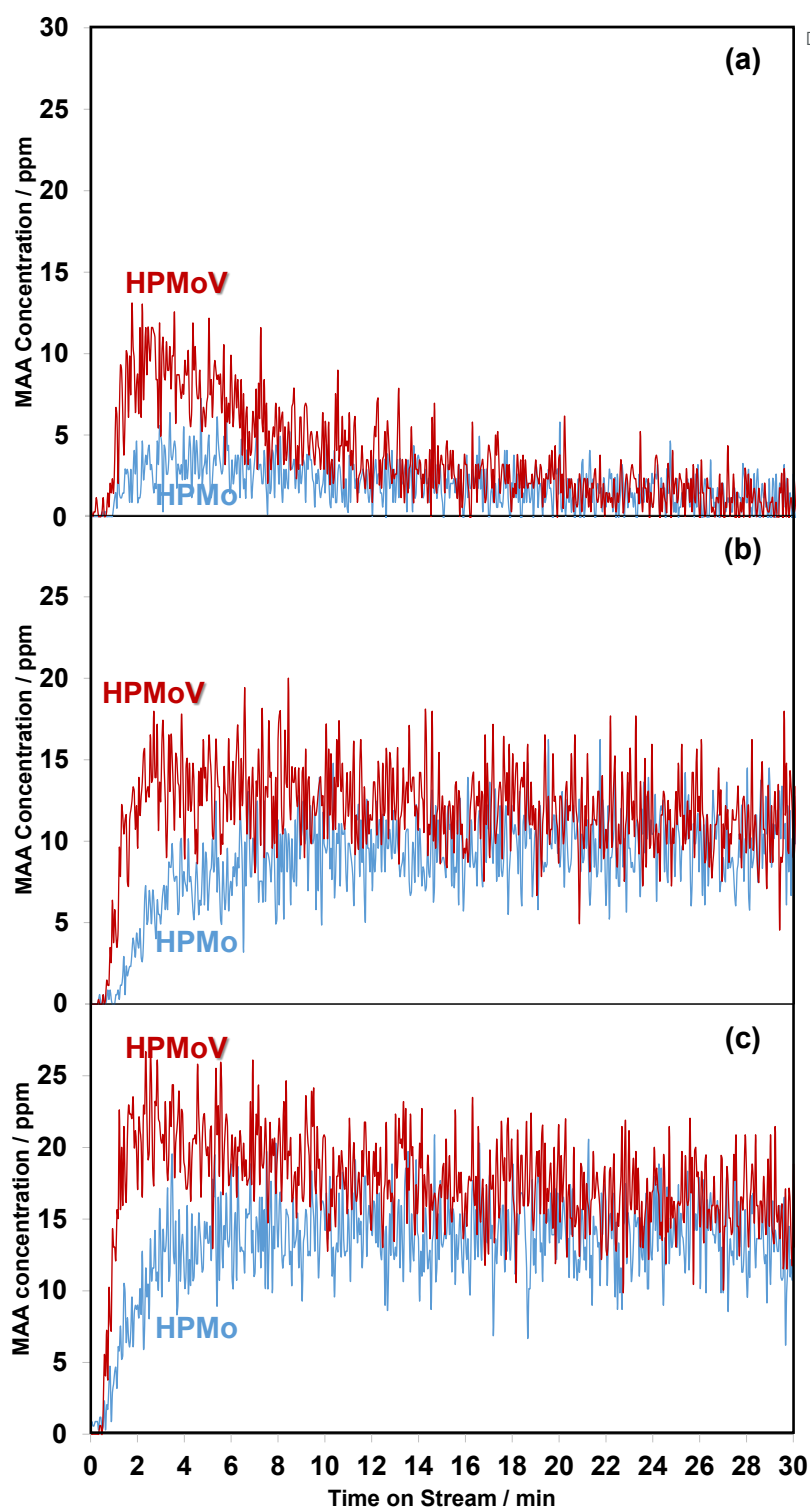 30
(a)
25
20
MAA Concentration / ppm
15
HPMoV
10
5
HPMo
0
(b)
25
20
HPMoV
MAA Concentration / ppm
15
10
5
HPMo
0
(c)
HPMoV
25
20
MAA concentration / ppm
15
10
HPMo
5
0
0 2 4 6 8 10 12 14 16 18 20 22 24 26 28 30
Time on Stream / min